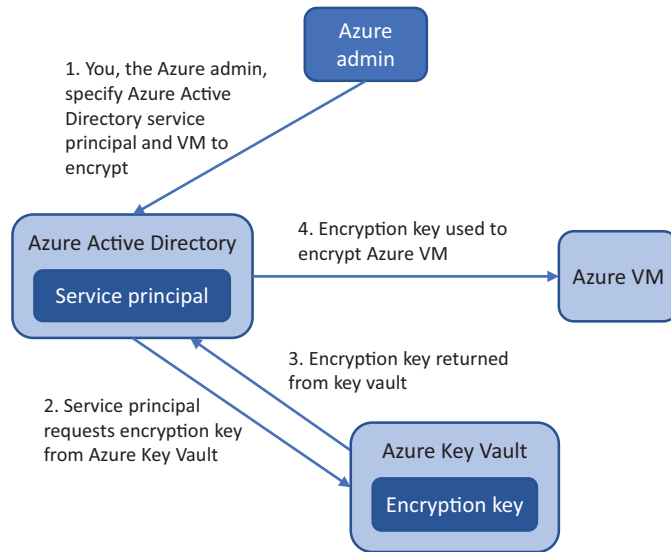 Azure
admin
1. You, the Azure admin,
specify Azure Active
Directory service
principal and VM to
encrypt
Azure Active Directory
Service principal
4. Encryption key used to
encrypt Azure VM
Azure VM
3. Encryption key returned
from key vault
2. Service principal
requests encryption key
from Azure Key Vault
Azure Key Vault
Encryption key